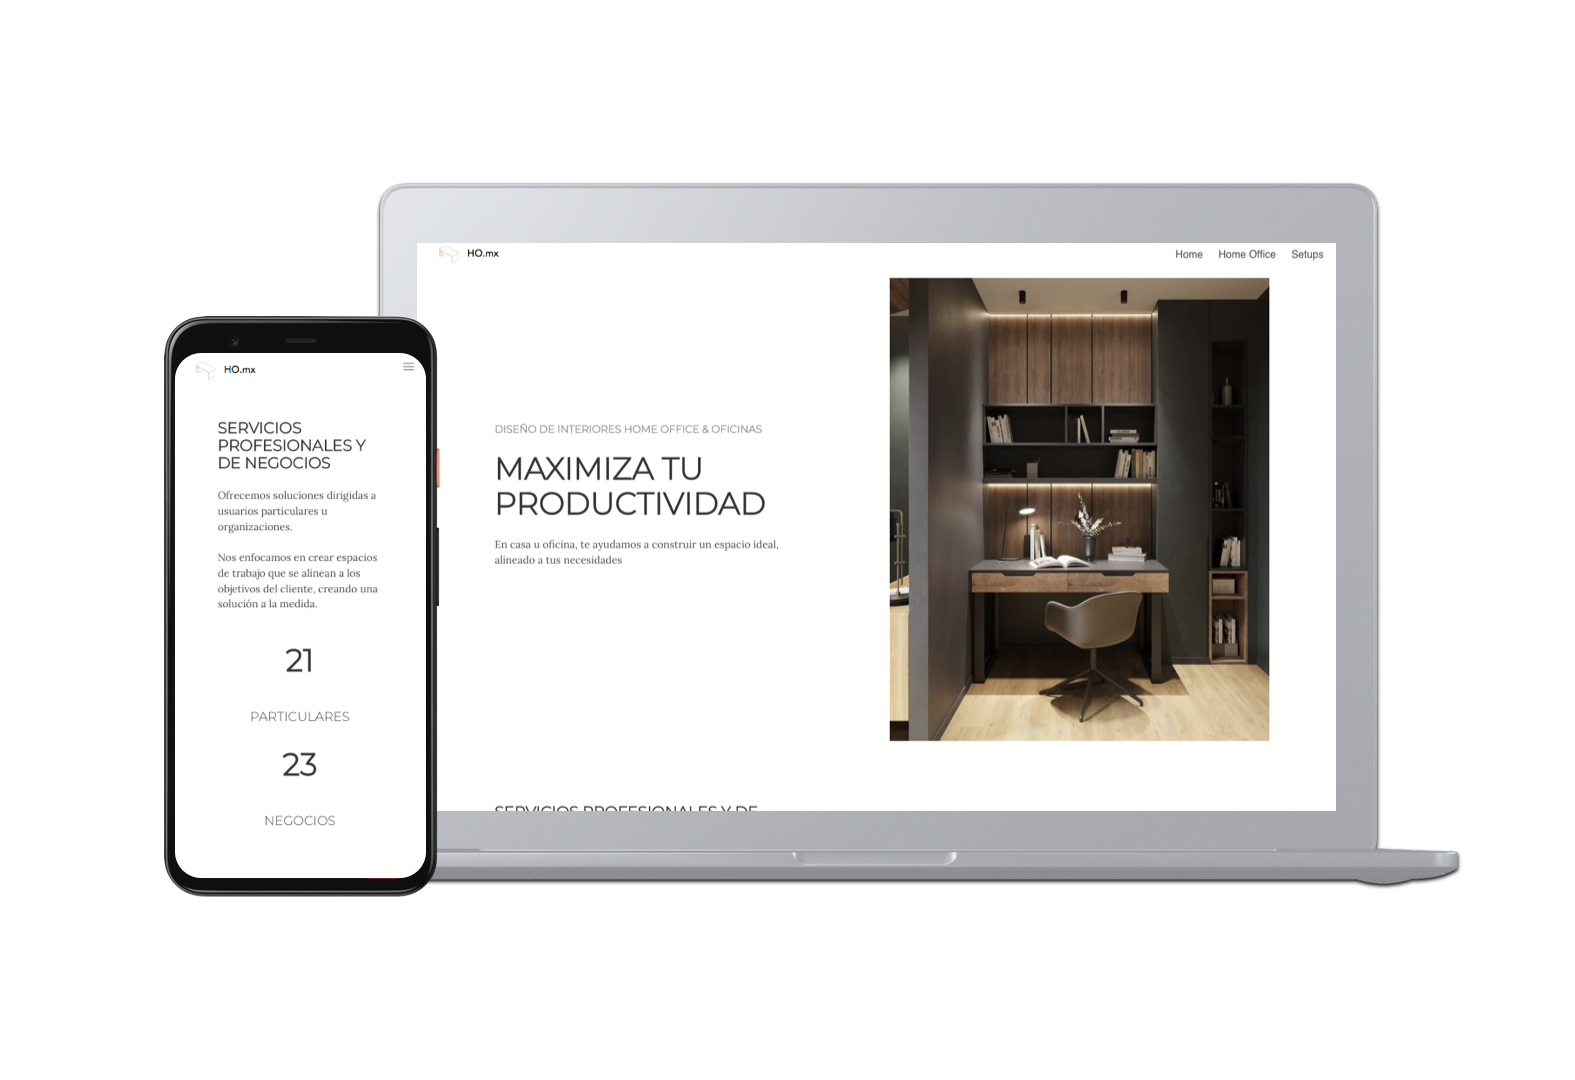 HO.mx
Home Home Office Setups
DISEÑO DE INTERIORES HOME OFFICE & OFICINAS
MAXIMIZA TU
PRODUCTIVIDAD
En casa u oficina, te ayudamos a construir un espacio ideal,
alineado a tus necesidades
SERVICIOS PROFESIONALES Y DE
HO.mx
SERVICIOS
PROFESIONALES Y
DE NEGOCIOS
Ofrecemos soluciones dirigidas a
usuarios particulares u
organizaciones.
Nos enfocamos en crear espacios
de trabajo que se alinean a los
objetivos del cliente, creando una
solución a la medida.
21
PARTICULARES
23
NEGOCIOS